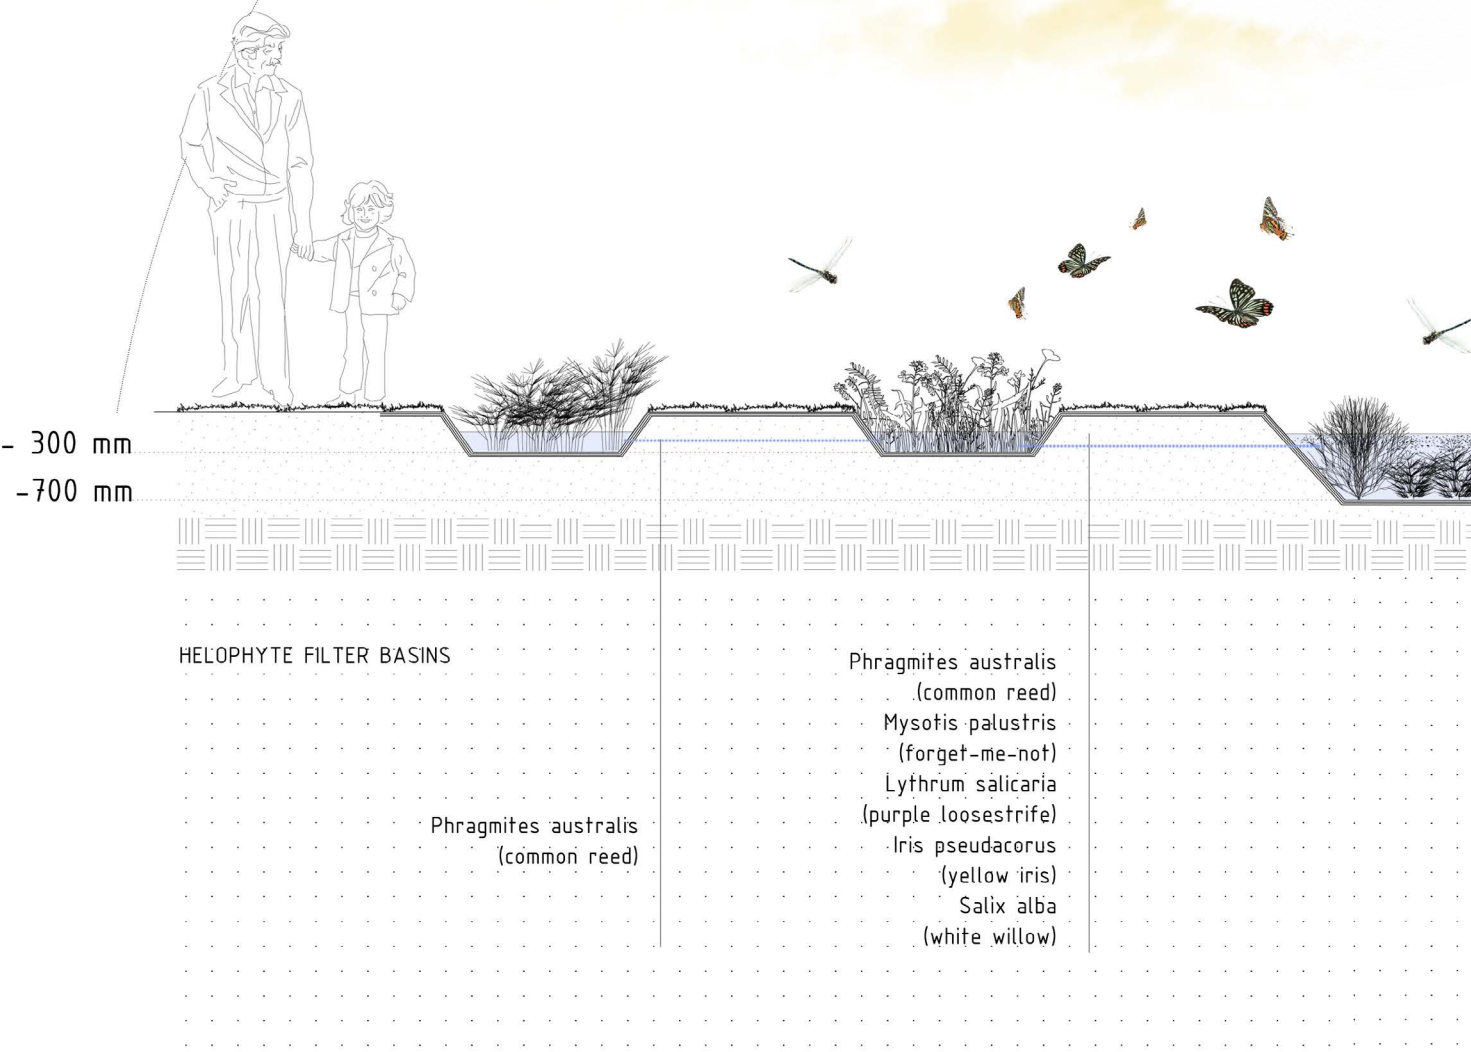 - 300 mm
-700 mm
HELOPHYTE FILTER BASINS
Phragmites australis
(common reed)
Phragmites australis
(common reed)
Mysotis palustris
(forget-me-not)
Lythrum salicaria
(purple loosestrife)
Iris pseudacorus
(yellow iris)
Salix alba
(white willow)